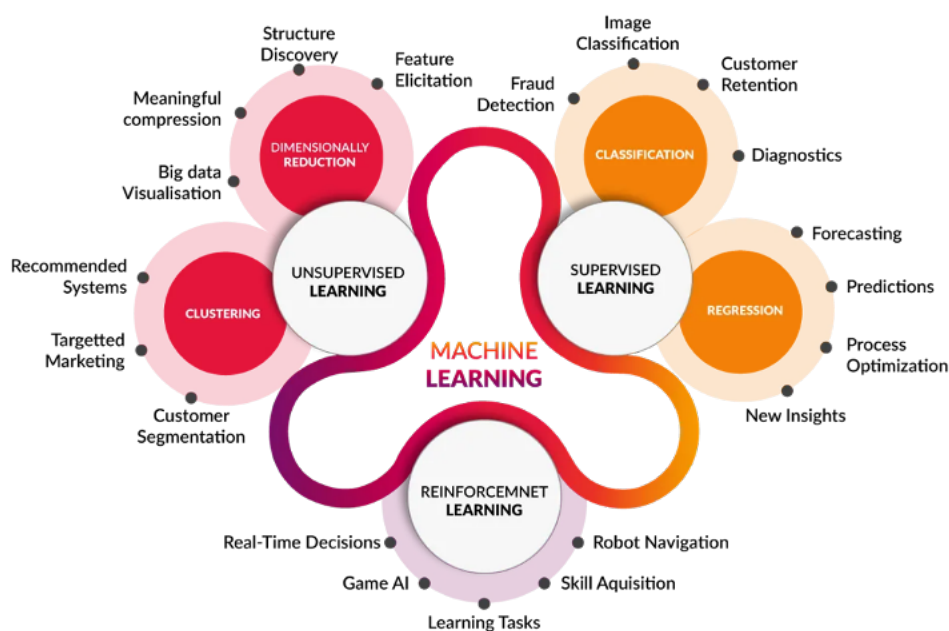 Structure
Discovery
Feature
Elicitation
Meaningful
compression
Big data
Visualisation
DIMENSIONALLY
REDUCTION
Recommended
Systems
Targetted
Marketing
Customer
Segmentation
CLUSTERING
UNSUPERVISED
LEARNING
Image
Classification
Fraud
Detection
Customer
Retention
Diagnostics
CLASSIFICATION
SUPERVISED
LEARNING
Forecasting
Predictions
Process
Optimization
New Insights
REGRESSION
MACHINE
LEARNING
REINFORCEMNET
LEARNING
Real-Time Decisions
Game AI
Learning Tasks
Skill Aquisition
Robot Navigation